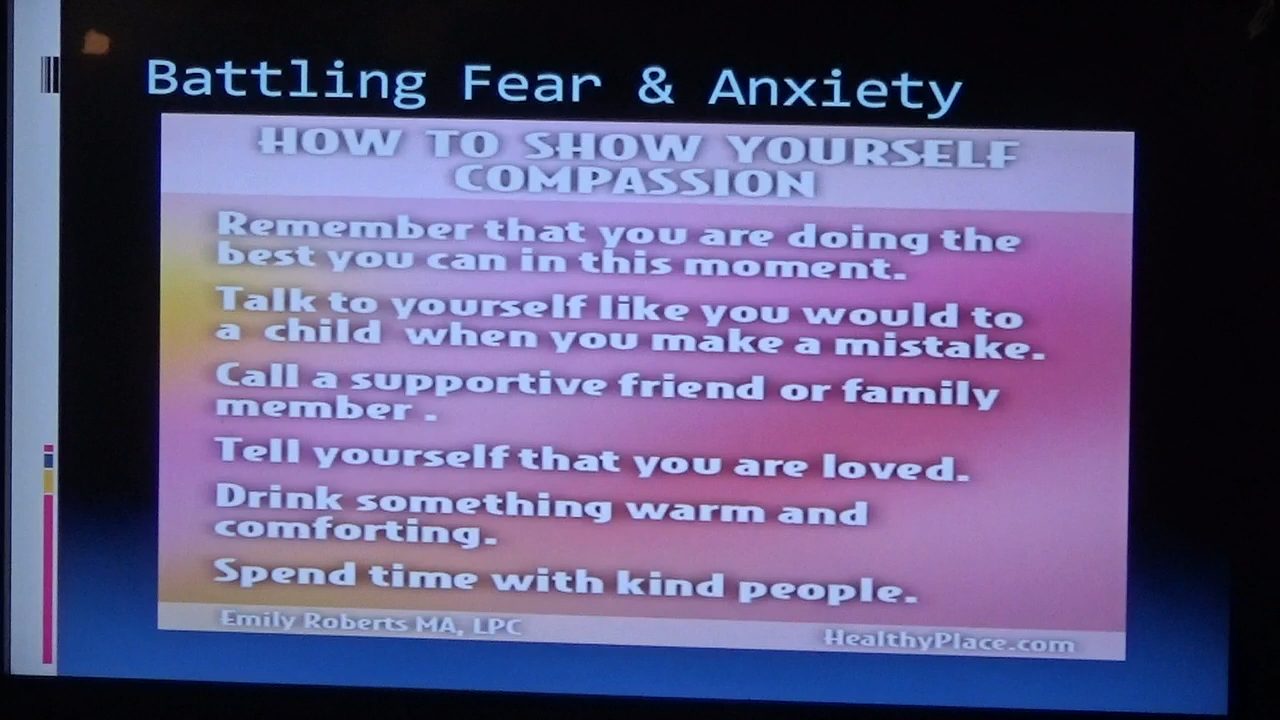 Battling Fear & Anxiety
HOW TO SHOW YOURSELF
COMPASSION
Remember that you are doing the
best you can in this moment.
Talk to yourself like you would to
a child when you make a mistake.
Call a supportive friend or family
member .
Tell yourself that you are loved.
Drink something warm and
comforting.
Spend time with kind people.
Emily Roberts MA, LPC
HealthyPlace.com